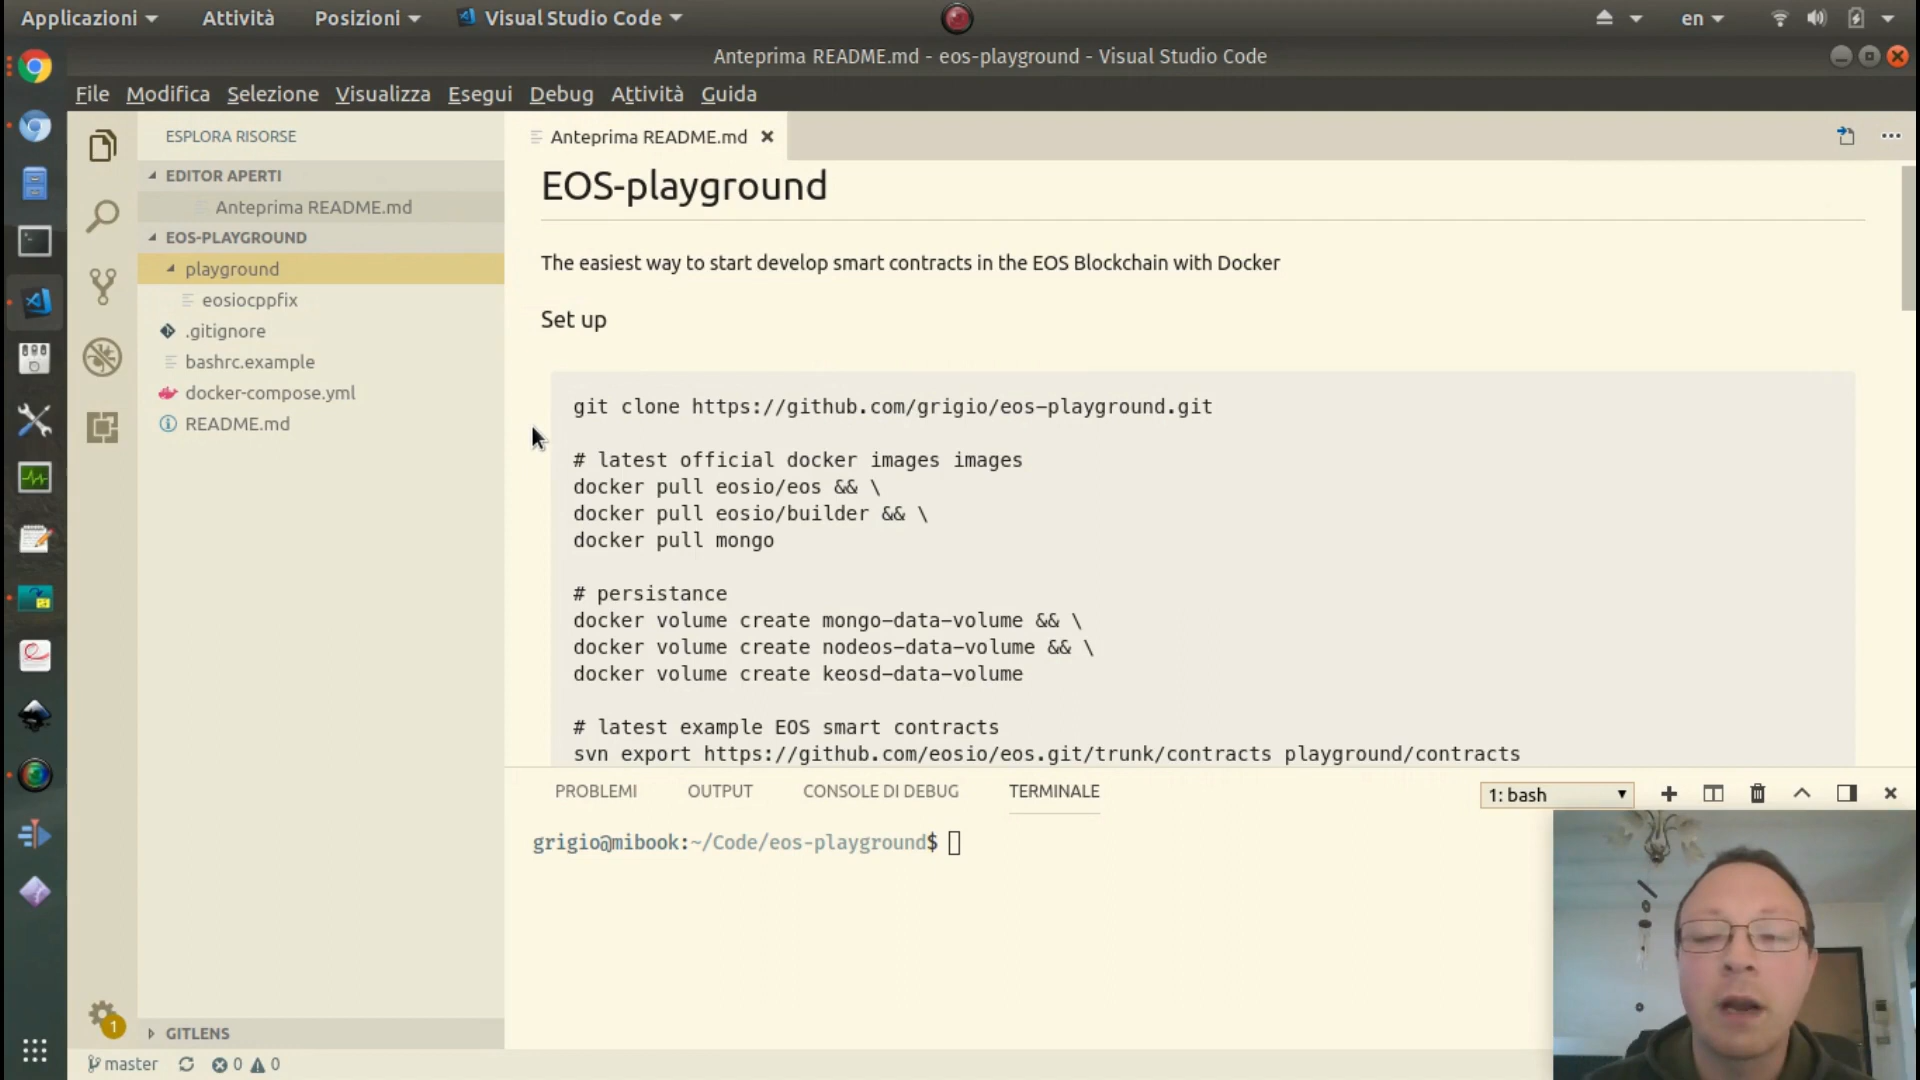 Applicazioni Attività Posizioni Visual Studio Code en
Anteprima README.md - eos-playground - Visual Studio Code
File Modifica Selezione Visualizza Esegui Debug Attività Guida
ESPLORA RISORSE
EDITOR APERTI
Anteprima README.md
EOS-PLAYGROUND
playground
eosiocppfix
.gitignore
bashrc.example
docker-compose.yml
README.md
GITLENS
1
master 0 0
Anteprima README.md
EOS-playground
The easiest way to start develop smart contracts in the EOS Blockchain with Docker
Set up
git clone https://github.com/grigio/eos-playground.git
# latest official docker images images
docker pull eosio/eos && \
docker pull eosio/builder && \
docker pull mongo
# persistance
docker volume create mongo-data-volume && \
docker volume create nodeos-data-volume && \
docker volume create keosd-data-volume
# latest example EOS smart contracts
svn export https://github.com/eosio/eos.git/trunk/contracts playground/contracts
PROBLEMI OUTPUT CONSOLE DI DEBUG TERMINALE 1: bash
grigio@mibook:~/Code/eos-playground$